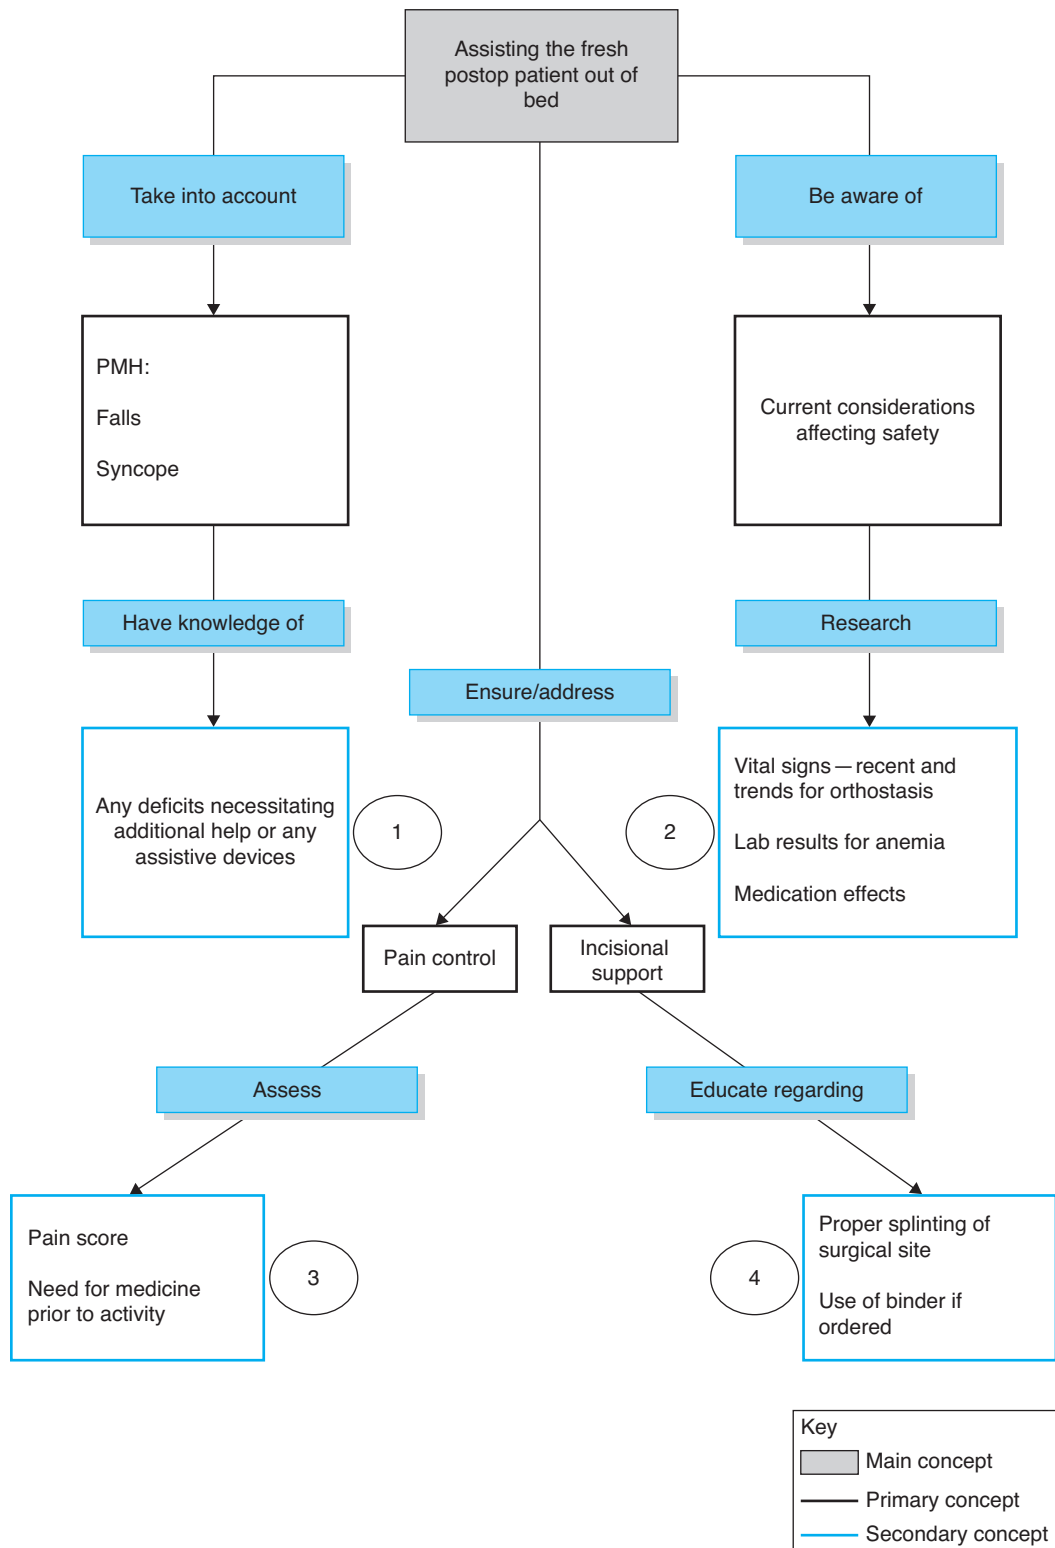 Assisting the fresh
postop patient out of
bed
Take into account
Be aware of
PMH:
Falls
Syncope
Current considerations
affecting safety
Have knowledge of
Research
Ensure/address
Any deficits necessitating
additional help or any
assistive devices
1
2
Vital signs—recent and
trends for orthostasis
Lab results for anemia
Medication effects
Pain control
Incisional
support
Assess
Educate regarding
Pain score
Need for medicine
prior to activity
3
4
Proper splinting of
surgical site
Use of binder if
ordered
Key
Main concept
Primary concept
Secondary concept